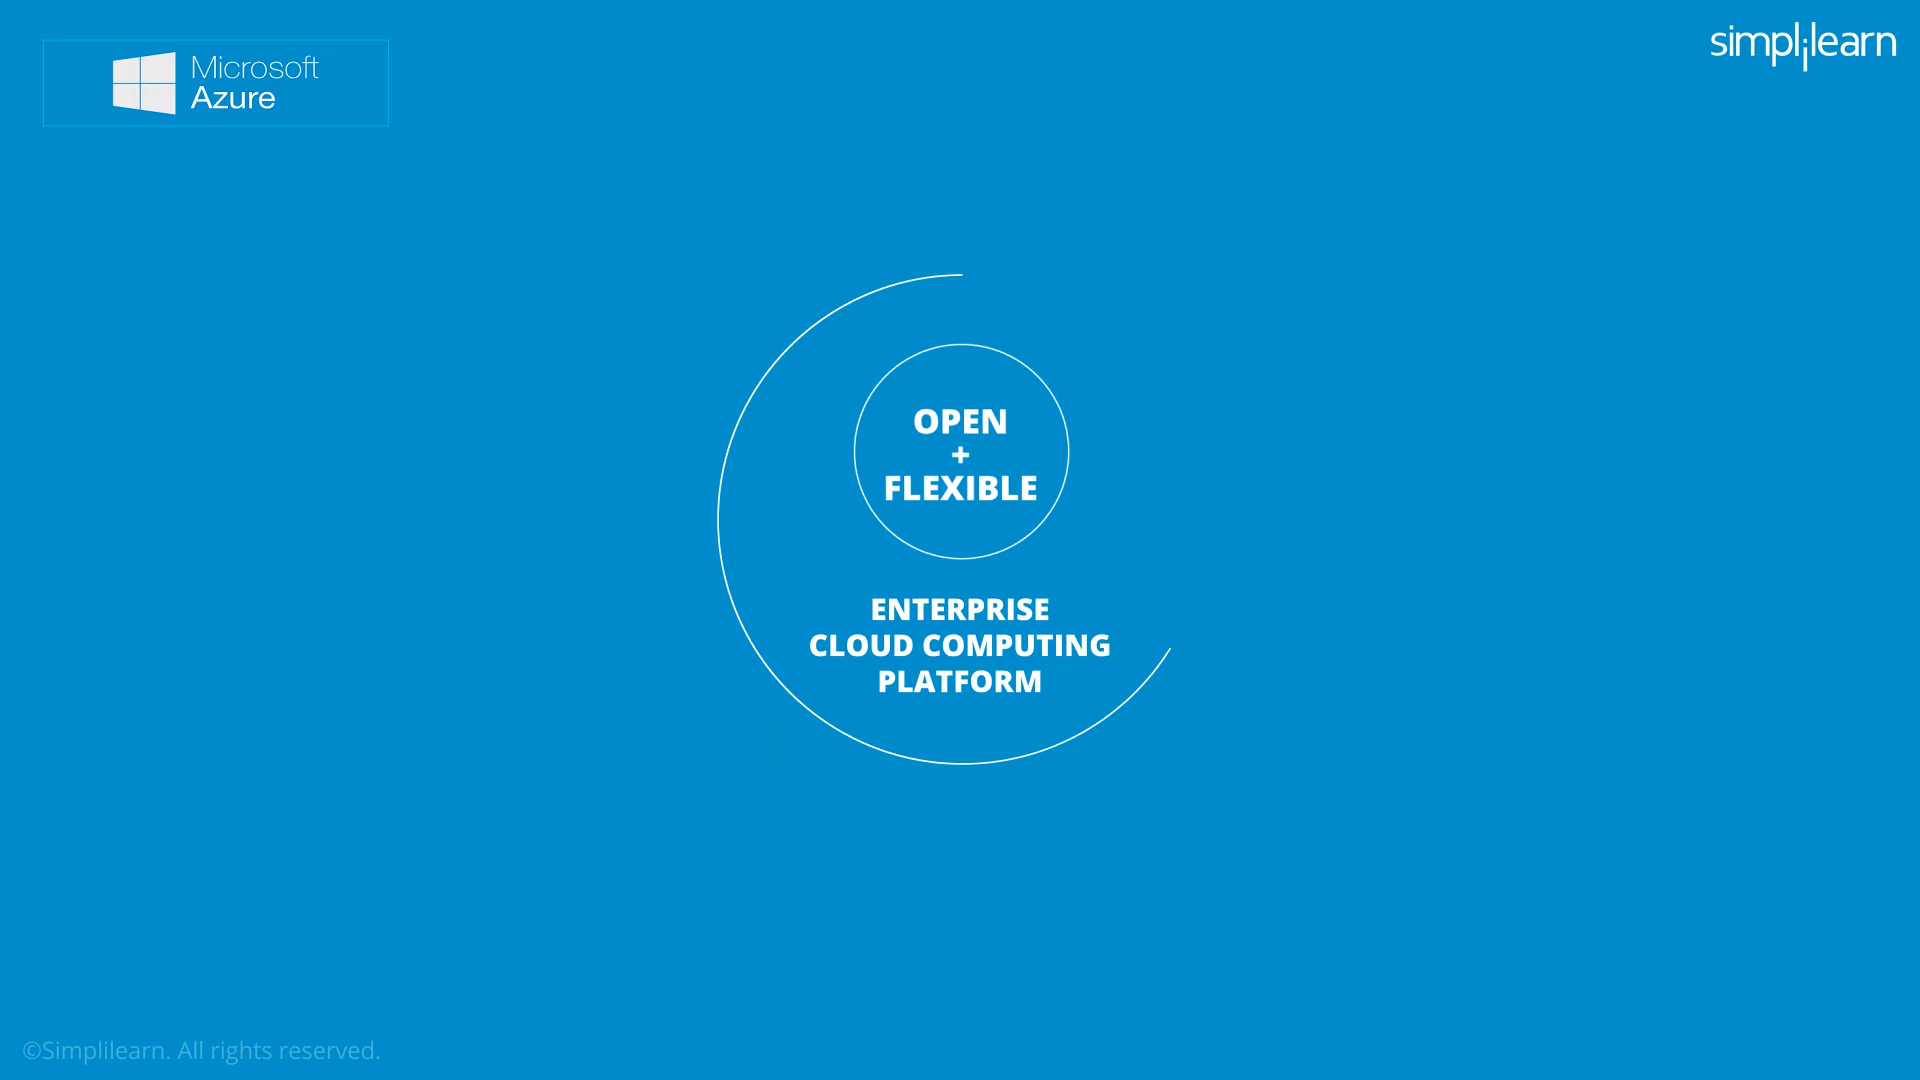 Microsoft
Azure
simplilearn
OPEN
+
FLEXIBLE
ENTERPRISE
CLOUD COMPUTING
PLATFORM
©Simplilearn. All rights reserved.